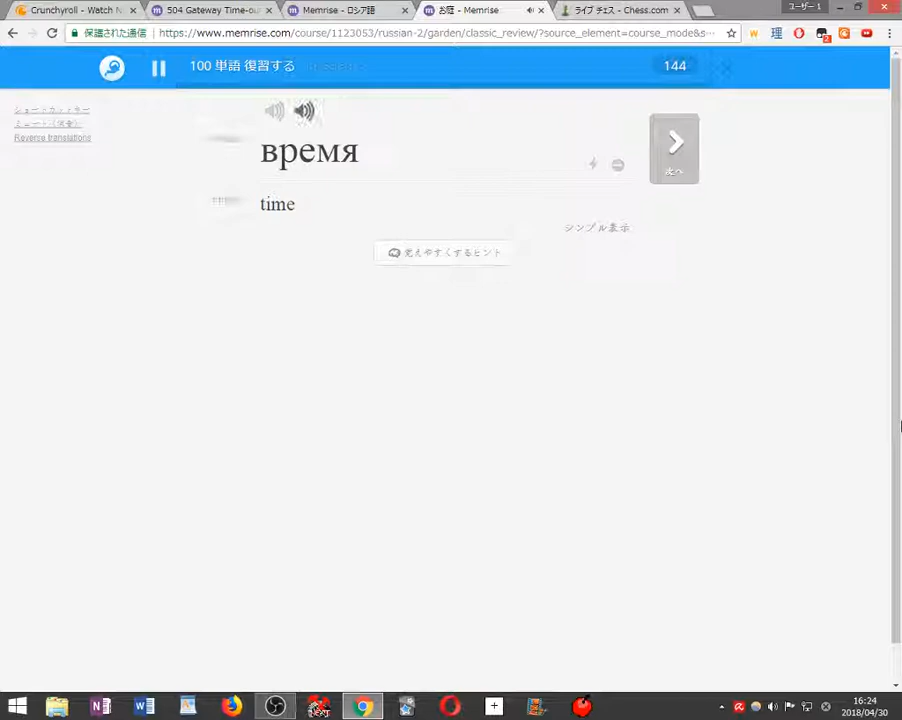 Crunchyroll - Watch N
504 Gateway Time-ou
Memrise - ロシア語
お庭 - Memrise
ライブ チェス - Chess.com
ユーザー 1
保護された通信
https://www.memrise.com/course/1123053/russian-2/garden/classic_review/?source_element=course_mode&s…
100 単語 復習する
144
Reverse translations
время
次へ
time
シンプル表示
覚えやすくするヒント
16:24
2018/04/30